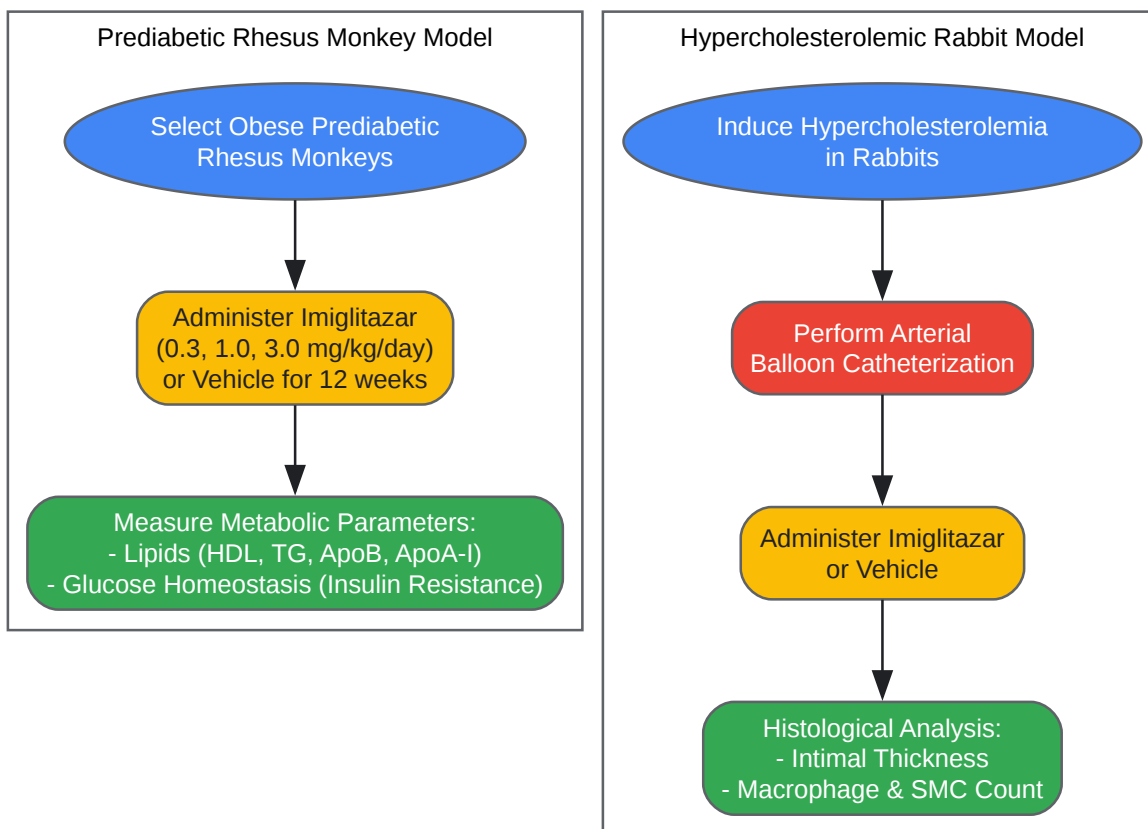 Prediabetic Rhesus Monkey Model
Select Obese Prediabetic
Rhesus Monkeys
Administer Imiglitazar
(0.3, 1.0, 3.0 mg/kg/day)
or Vehicle for 12 weeks
Measure Metabolic Parameters:
- Lipids (HDL, TG, ApoB, ApoA-I)
- Glucose Homeostasis (Insulin Resistance)
Hypercholesterolemic Rabbit Model
Induce Hypercholesterolemia
in Rabbits
Perform Arterial
Balloon Catheterization
Administer Imiglitazar
or Vehicle
Histological Analysis:
- Intimal Thickness
- Macrophage & SMC Count